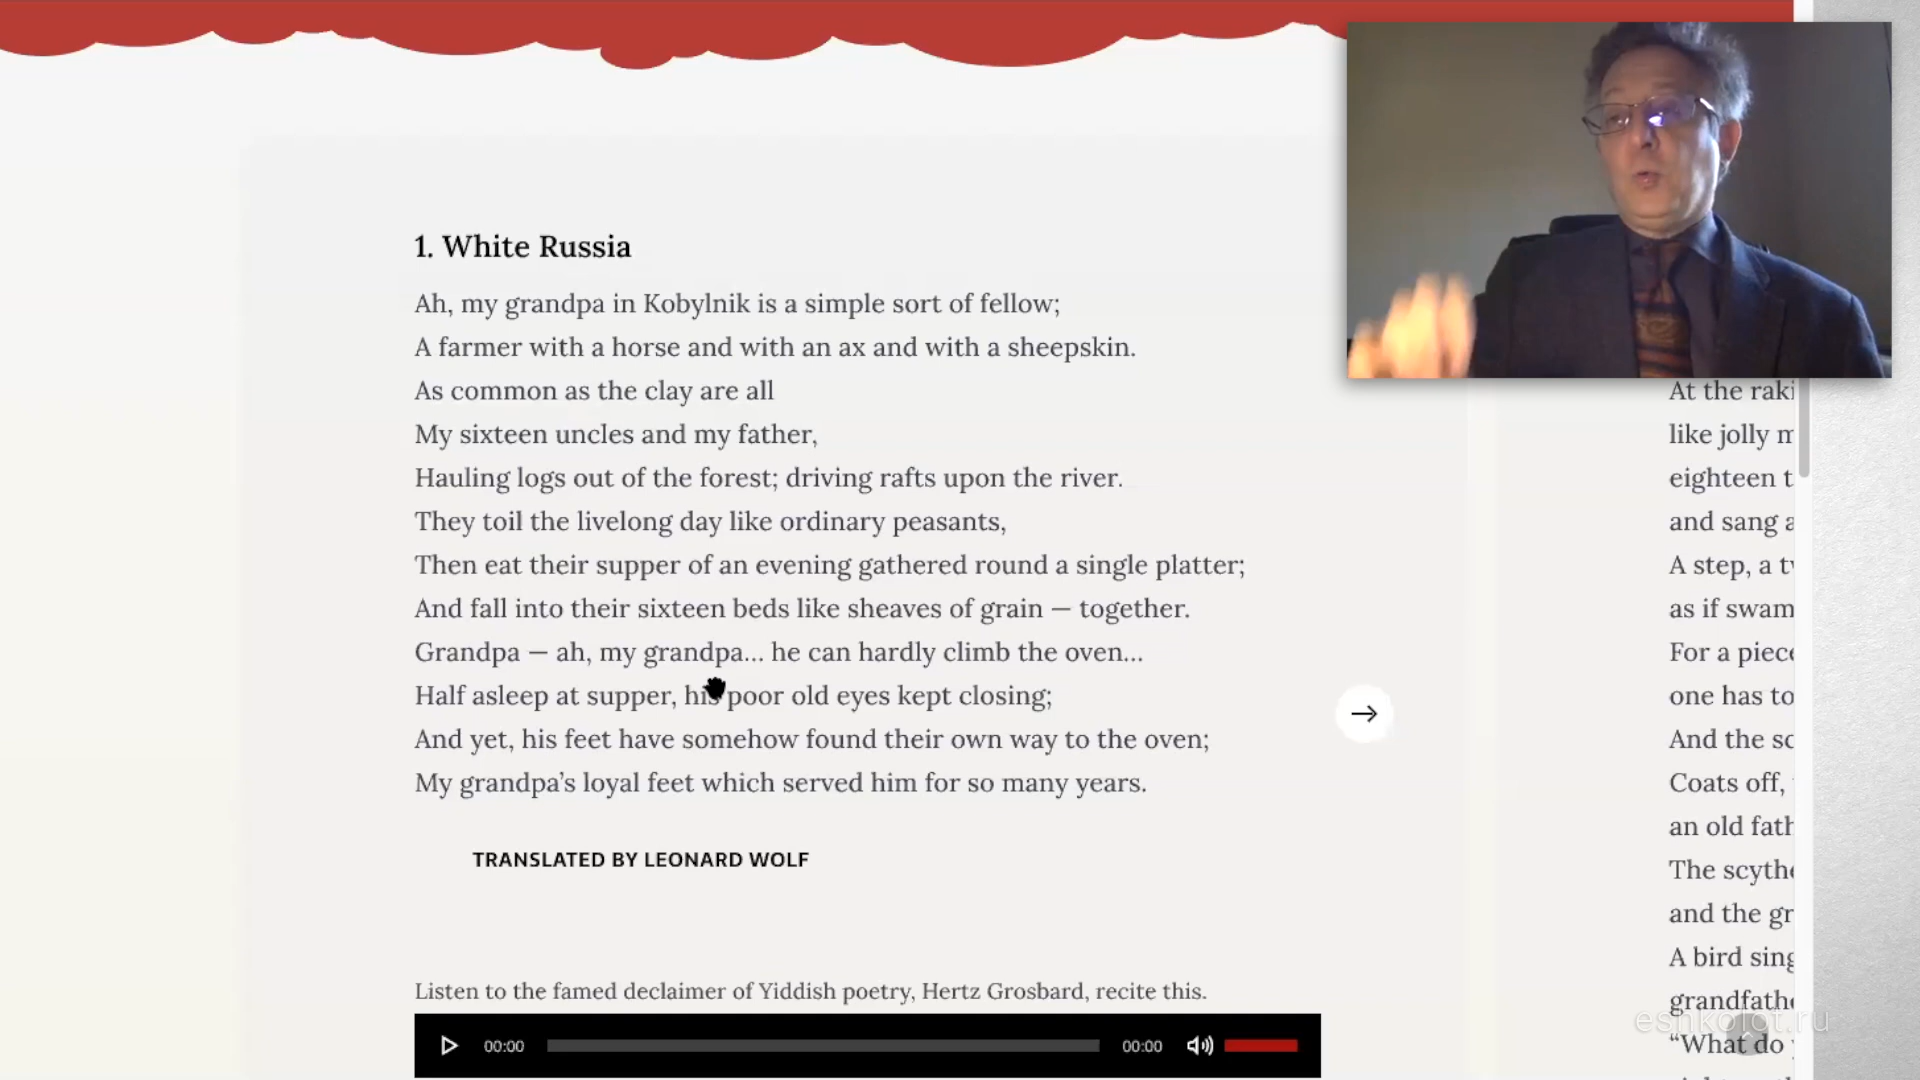 1. White Russia
Ah, my grandpa in Kobylnik is a simple sort of fellow;
A farmer with a horse and with an ax and with a sheepskin.
As common as the clay are all
My sixteen uncles and my father,
Hauling logs out of the forest; driving rafts upon the river.
They toil the livelong day like ordinary peasants,
Then eat their supper of an evening gathered round a single platter;
And fall into their sixteen beds like sheaves of grain — together.
Grandpa — ah, my grandpa... he can hardly climb the oven...
Half asleep at supper, his poor old eyes kept closing;
And yet, his feet have somehow found their own way to the oven;
My grandpa’s loyal feet which served him for so many years.
TRANSLATED BY LEONARD WOLF
Listen to the famed declaimer of Yiddish poetry, Hertz Grosbard, recite this.
00:00 00:00
At the
like jolly
eighteen
and sang
A step, a
as if
For a
one has to
And the
Coats off,
an old
The
and the
A bird
“What do
eshkolot.ru